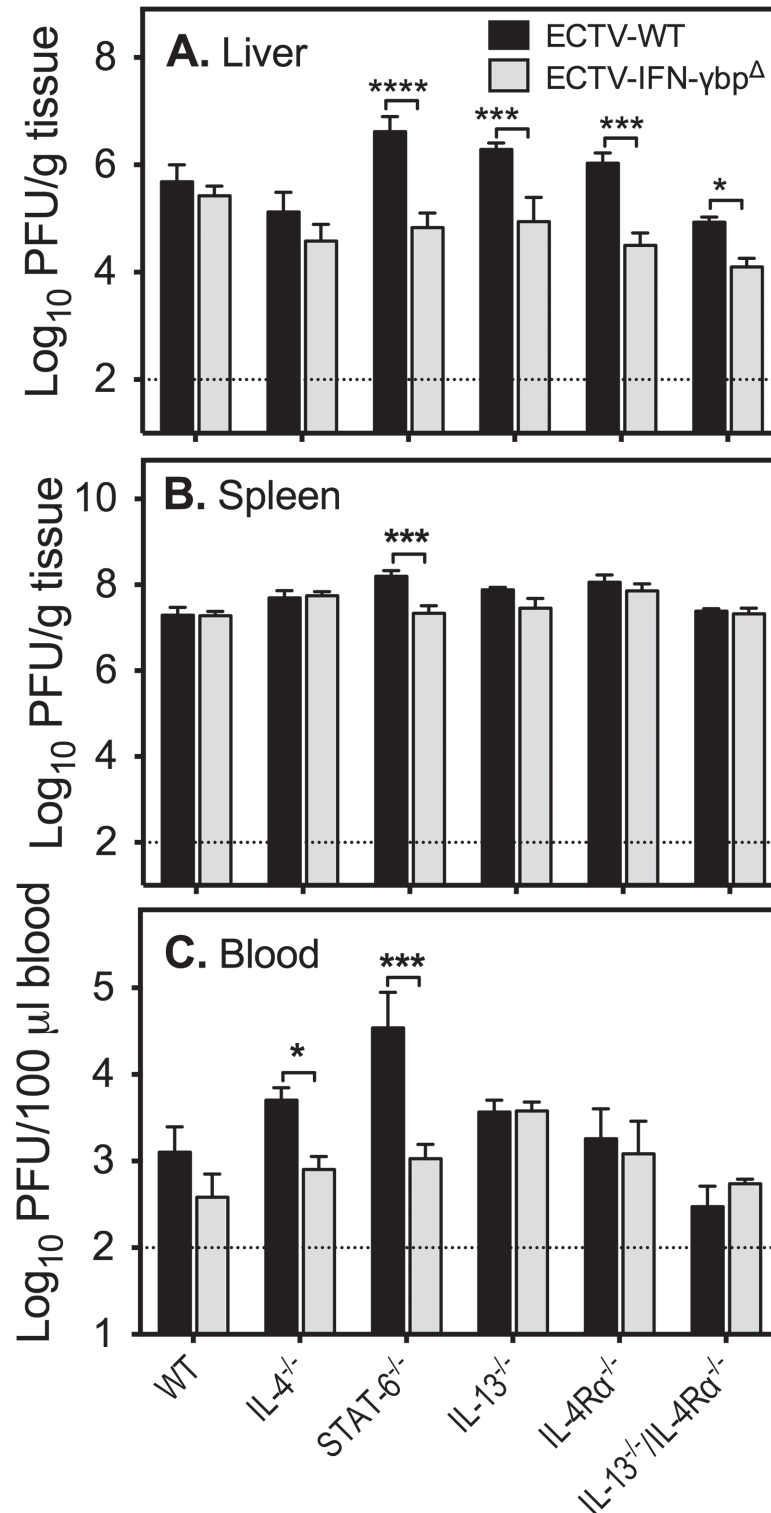 A. Liver
ECTV-WT
ECTV-IFN-γbpΔ
Log10 PFU/g tissue
8
6
4
2
****
***
***
*
B. Spleen
Log10 PFU/g tissue
10
8
6
4
2
***
C. Blood
Log10 PFU/100 µl blood
5
4
3
2
1
*
***
WT
IL-4-/-
STAT-6-/-
IL-13-/-
IL-4Rα-/-
IL-13-/-/IL-4Rα-/-